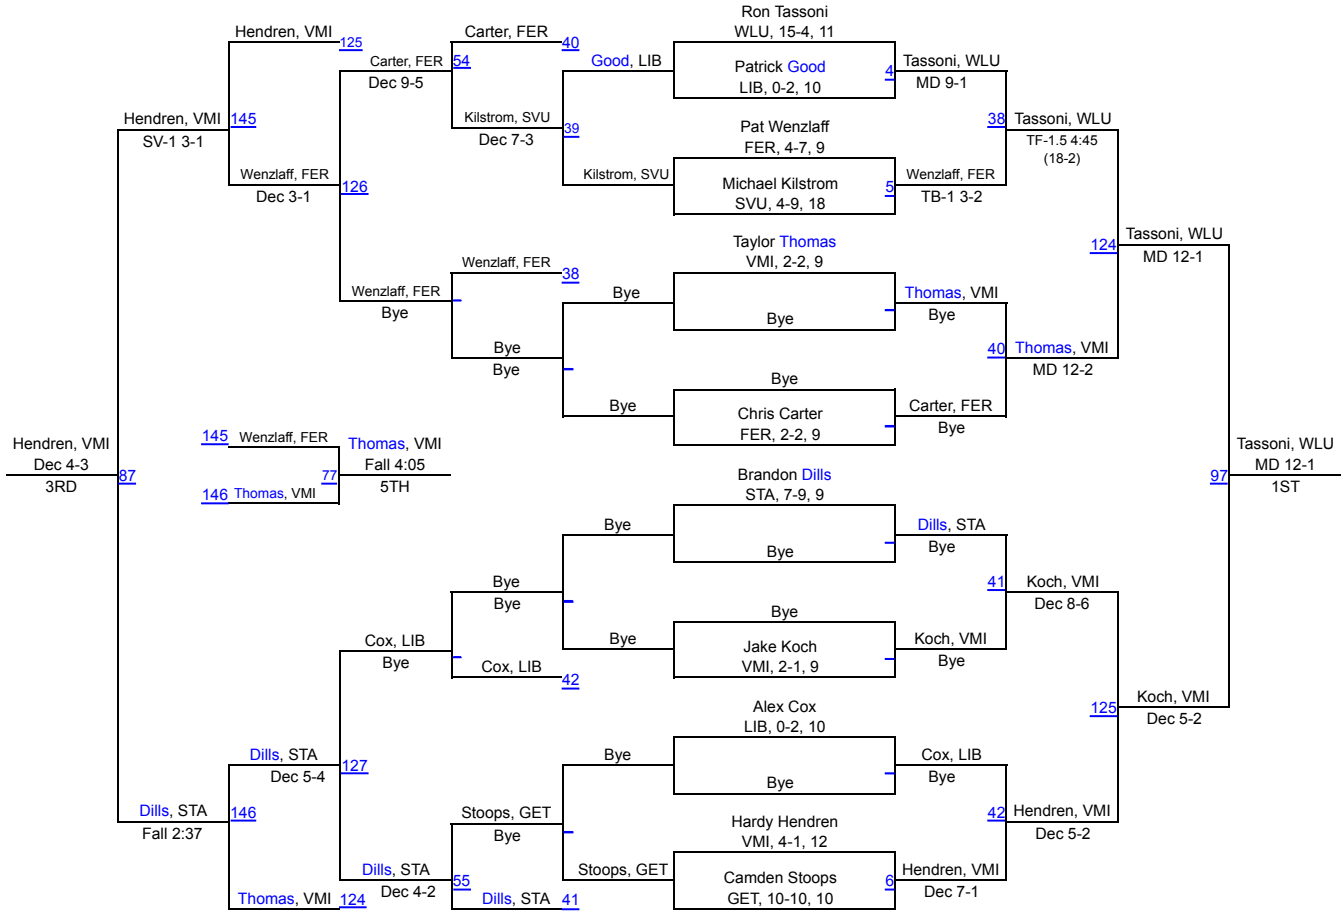 Ron Tassoni
WLU, 15-4, 11
Hendren, VMI
125
Carter, FER
40
Carter, FER
54
Dec 9-5
Good, LIB
Patrick Good
LIB, 0-2, 10
4
Tassoni, WLU
MD 9-1
Hendren, VMI
145
SV-1 3-1
Kilstrom, SVU
39
Dec 7-3
Pat Wenzlaff
FER, 4-7, 9
38
Tassoni, WLU
TF-1.5 4:45
(18-2)
Wenzlaff, FER
126
Dec 3-1
Kilstrom, SVU
Michael Kilstrom
SVU, 4-9, 18
5
Wenzlaff, FER
TB-1 3-2
Taylor Thomas
VMI, 2-2, 9
124
Tassoni, WLU
MD 12-1
Wenzlaff, FER
38
Wenzlaff, FER
Bye
Bye
Bye
Thomas, VMI
Bye
Bye
Bye
40
Thomas, VMI
MD 12-2
Bye
Bye
Chris Carter
FER, 2-2, 9
Carter, FER
Bye
Hendren, VMI
Dec 4-3
3RD
87
145
Wenzlaff, FER
77
146
Thomas, VMI
Thomas, VMI
Fall 4:05
5TH
Brandon Dills
STA, 7-9, 9
97
Tassoni, WLU
MD 12-1
1ST
Bye
Bye
Dills, STA
Bye
Bye
Bye
41
Koch, VMI
Dec 8-6
Cox, LIB
Bye
Cox, LIB
42
Bye
Bye
Jake Koch
VMI, 2-1, 9
Koch, VMI
Bye
Alex Cox
LIB, 0-2, 10
125
Koch, VMI
Dec 5-2
Dills, STA
127
Dec 5-4
Bye
Bye
Cox, LIB
Bye
Dills, STA
146
Fall 2:37
Stoops, GET
Bye
Hardy Hendren
VMI, 4-1, 12
42
Hendren, VMI
Dec 5-2
Dills, STA
55
Dec 4-2
Stoops, GET
Camden Stoops
GET, 10-10, 10
6
Hendren, VMI
Dec 7-1
Thomas, VMI
124
Dills, STA
41